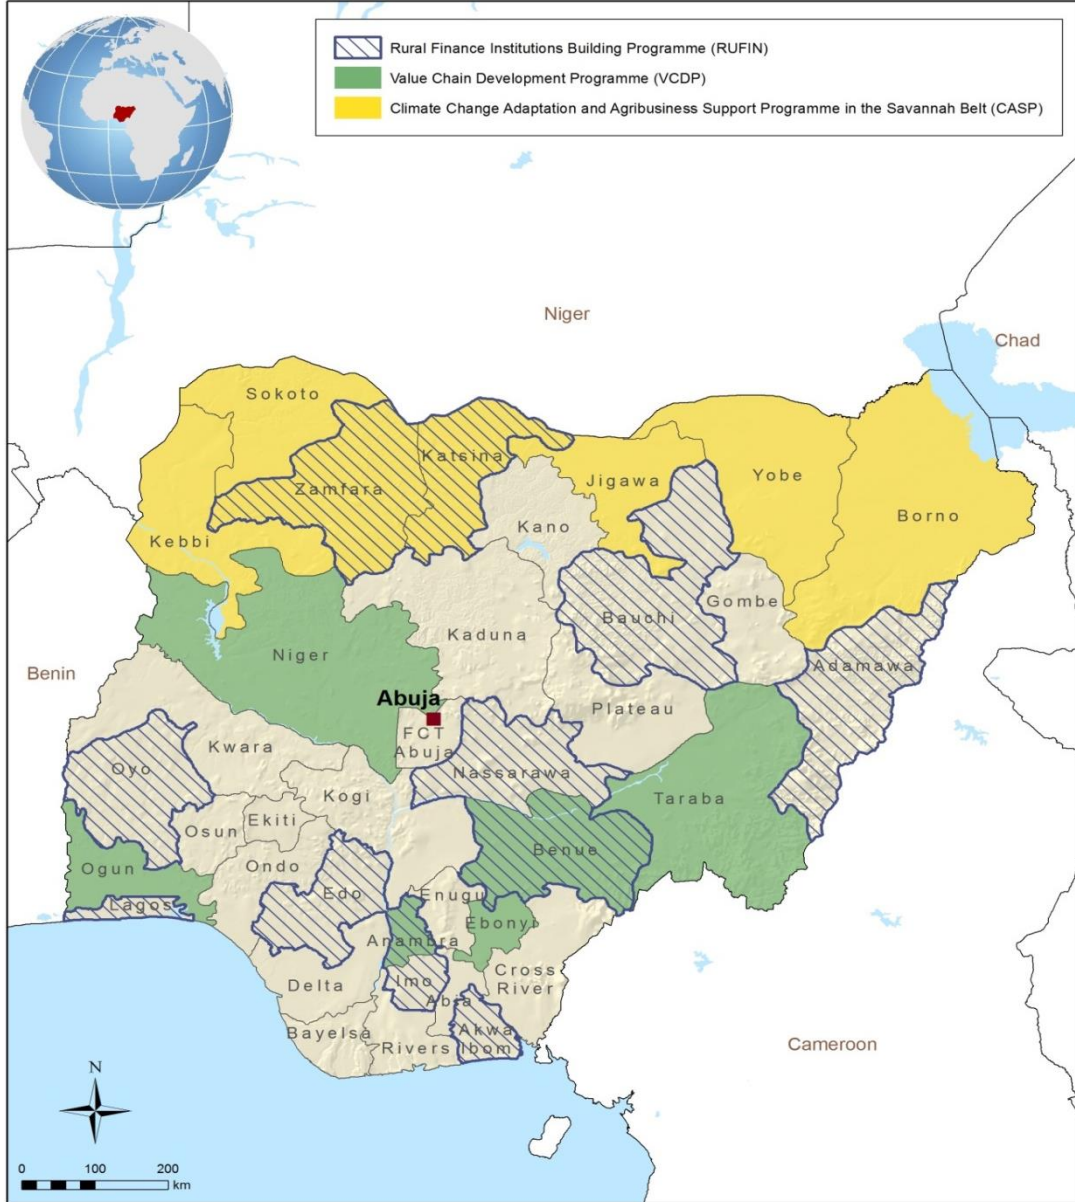 Rural Finance Institutions Building Programme (RUFIN)
Value Chain Development Programme (VCDP)
Climate Change Adaptation and Agribusiness Support Programme in the Savannah Belt (CASP)
Niger
Chad
Sokoto
Katsina
Zamfara
Jigawa
Yobe
Borno
Kano
Kebbi
Gombe
Bauchi
Kaduna
Niger
Adamawa
Benin
Abuja
Plateau
FCT
Abuja
Kwara
Oyo
Nassarawa
Kogi
Taraba
Ekiti
Osun
Benue
Ogun
Ondo
Edo
Enugu
Lagos
Ebonyi
Anambra
Cross
River
Imo
Delta
Abia
Akwa
Ibom
Bayelsa
Rivers
Cameroon
N
0 100 200
km